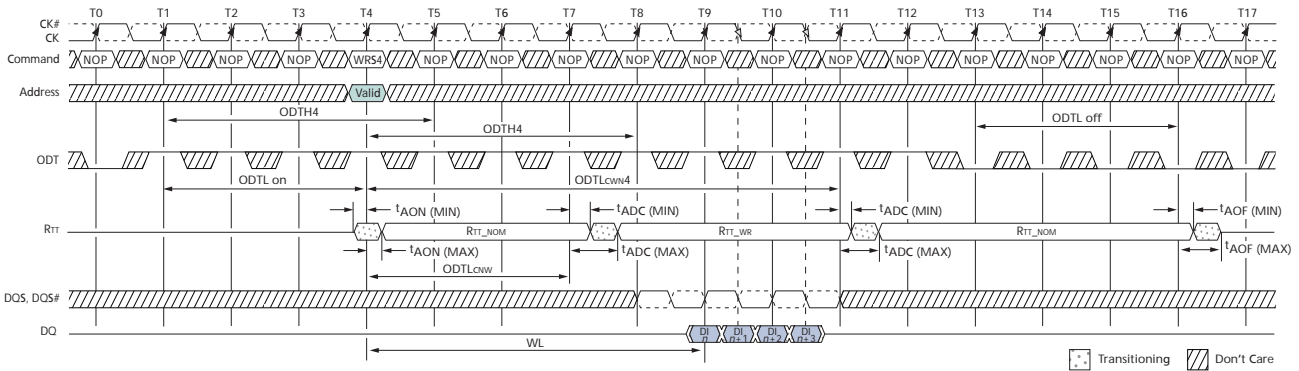 T0 T1 T2 T3 T4 T5 T6 T7 T8 T9 T10 T11 T12 T13 T14 T15 T16 T17
CK#
CK
Command NOP NOP NOP NOP WRS4 NOP NOP NOP NOP NOP NOP NOP NOP NOP NOP NOP NOP NOP
Address Valid
ODTH4
ODTH4
ODTL off
ODT
ODTL on
ODTLCWN4
tAON (MIN)
tADC (MIN)
tADC (MIN)
tAOF (MIN)
RTT
RTT_NOM
RTT_WR
RTT_NOM
tAON (MAX)
tADC (MAX)
tADC (MAX)
tAOF (MAX)
ODTLCNW
DQS, DQS#
DQ
DI n
DI n+1
DI n+2
DI n+3
WL
Transitioning
Don't Care